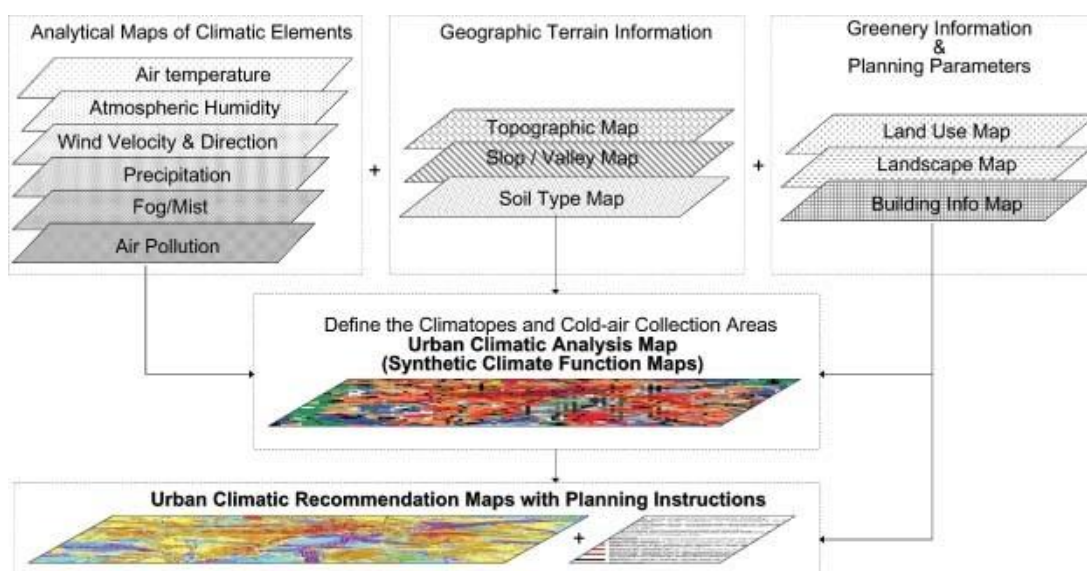 Analytical Maps of Climatic Elements
Air temperature
Atmospheric Humidity
Wind Velocity & Direction
Precipitation
Fog/Mist
Air Pollution
+
Geographic Terrain Information
Topographic Map
Slop / Valley Map
Soil Type Map
+
Greenery Information
&
Planning Parameters
Land Use Map
Landscape Map
Building Info Map
Define the Climatopes and Cold-air Collection Areas
Urban Climatic Analysis Map
(Synthetic Climate Function Maps)
Urban Climatic Recommendation Maps with Planning Instructions
+